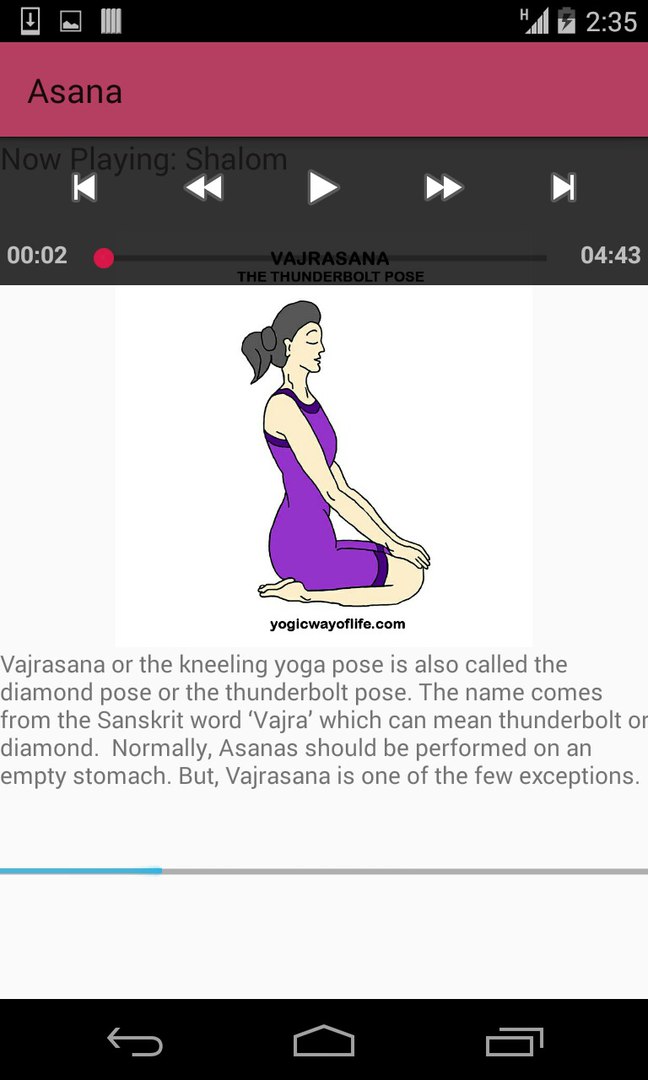 H 2:35
Asana
Now Playing: Shalom
00:02 04:43
VAJRASANA
THE THUNDERBOLT POSE
yogicwayoflife.com
Vajrasana or the kneeling yoga pose is also called the
diamond pose or the thunderbolt pose. The name comes
from the Sanskrit word ‘Vajra’ which can mean thunderbolt or
diamond.  Normally, Asanas should be performed on an
empty stomach. But, Vajrasana is one of the few exceptions.